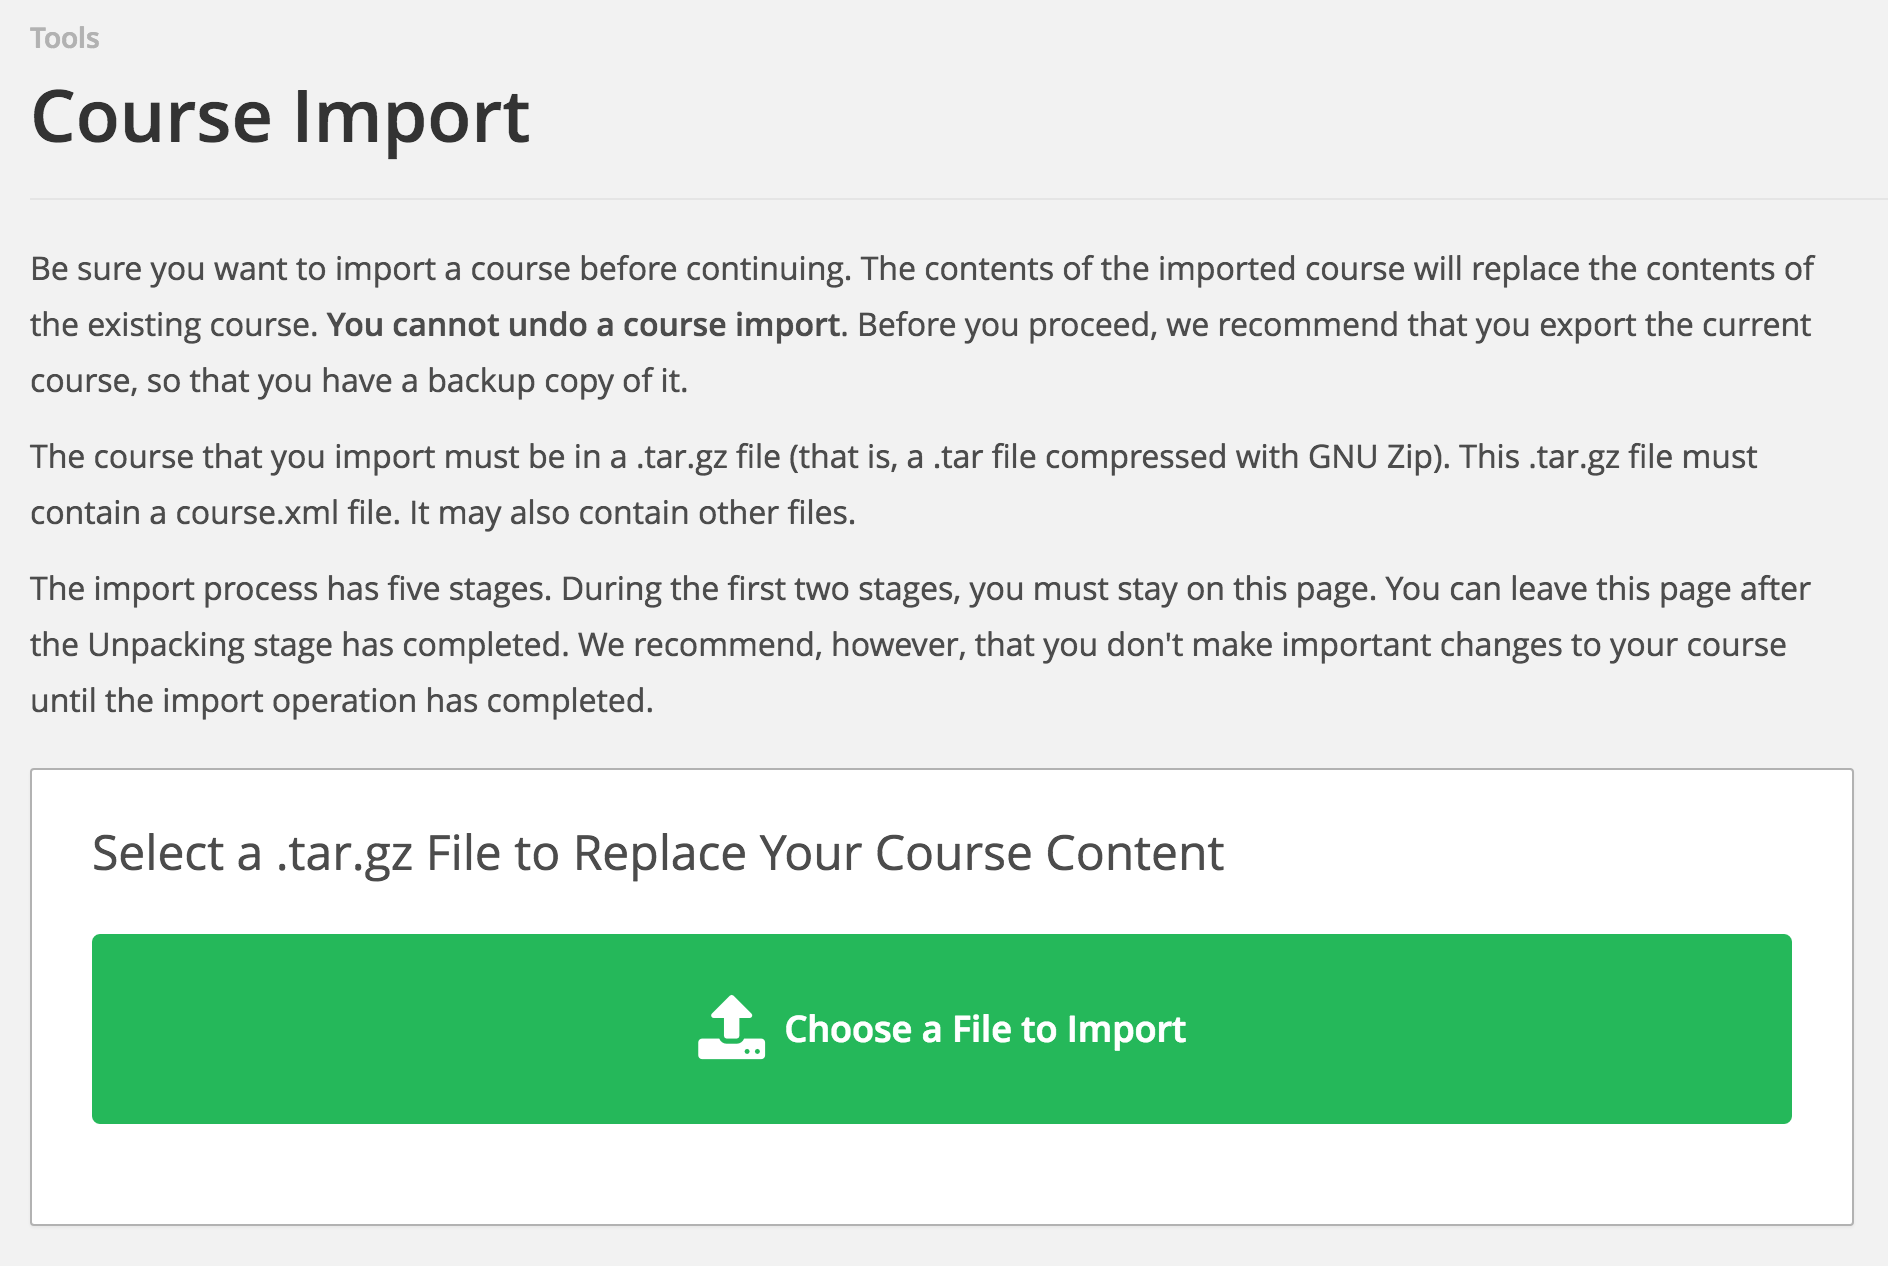 Tools
Course Import
Be sure you want to import a course before continuing. The contents of the imported course will replace the contents of
the existing course. You cannot undo a course import. Before you proceed, we recommend that you export the current
course, so that you have a backup copy of it.
The course that you import must be in a .tar.gz file (that is, a .tar file compressed with GNU Zip). This .tar.gz file must
contain a course.xml file. It may also contain other files.
The import process has five stages. During the first two stages, you must stay on this page. You can leave this page after
the Unpacking stage has completed. We recommend, however, that you don't make important changes to your course
until the import operation has completed.
Select a .tar.gz File to Replace Your Course Content
Choose a File to Import